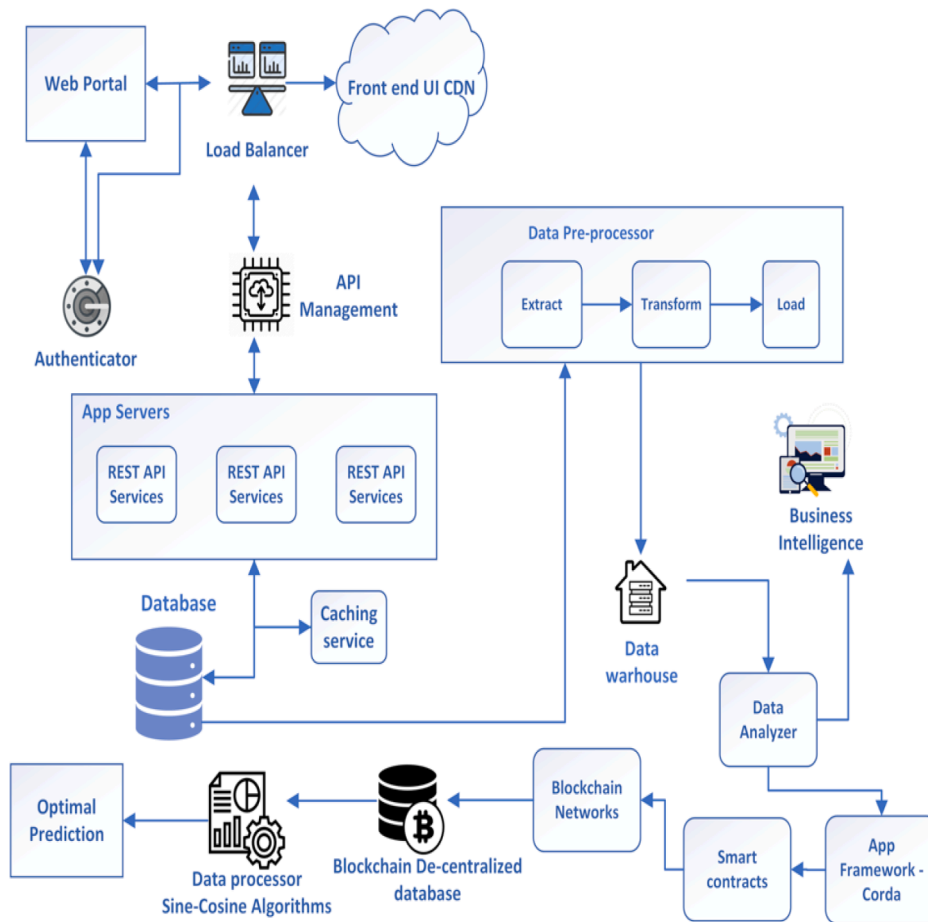 Web Portal
Front end UI CDN
Load Balancer
Data Pre-processor
Extract
Transform
Load
API
Management
Authenticator
App Servers
REST API
Services
REST API
Services
REST API
Services
Business
Intelligence
Database
Caching
service
Data
warhouse
Data
Analyzer
Optimal
Prediction
Data processor
Sine-Cosine Algorithms
Blockchain De-centralized
database
Blockchain
Networks
Smart
contracts
App
Framework -
Corda